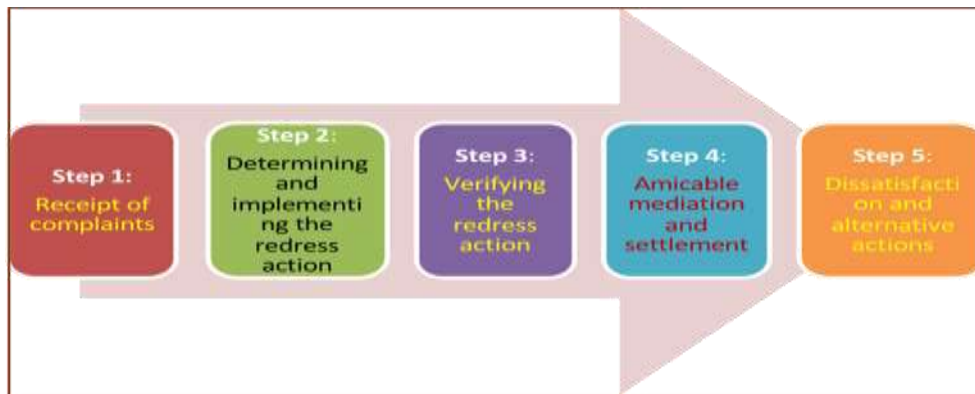 Step 1:
Receipt of
complaints
Step 2:
Determining
and
implementi
ng the
redress
action
Step 3:
Verifying
the
redress
action
Step 4:
Amicable
mediation
and
settlement
Step 5:
Dissatisfacti
on and
alternative
actions